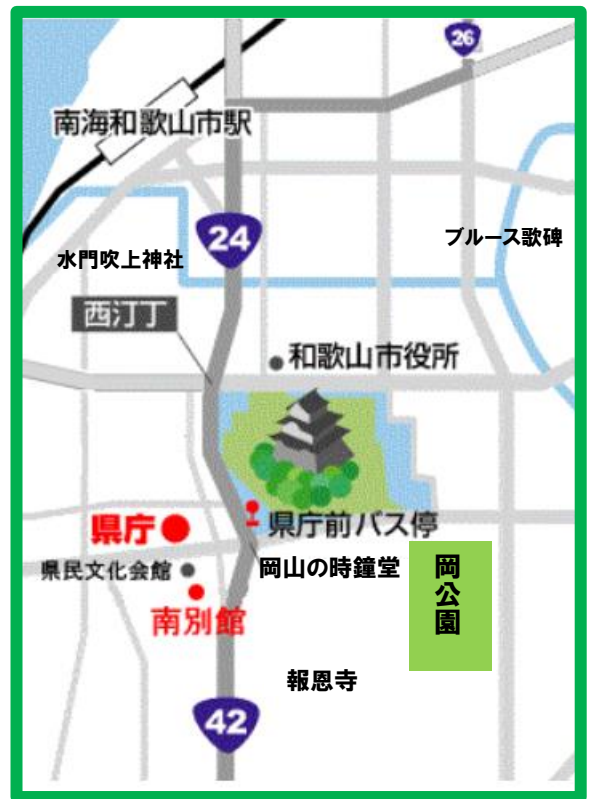 26
南海和歌山市駅
24
ブルース歌碑
水門吹上神社
西汀丁
和歌山市役所
県庁
県庁前バス停
県民文化会館
岡山の時鐘堂
岡公園
南別館
報恩寺
42